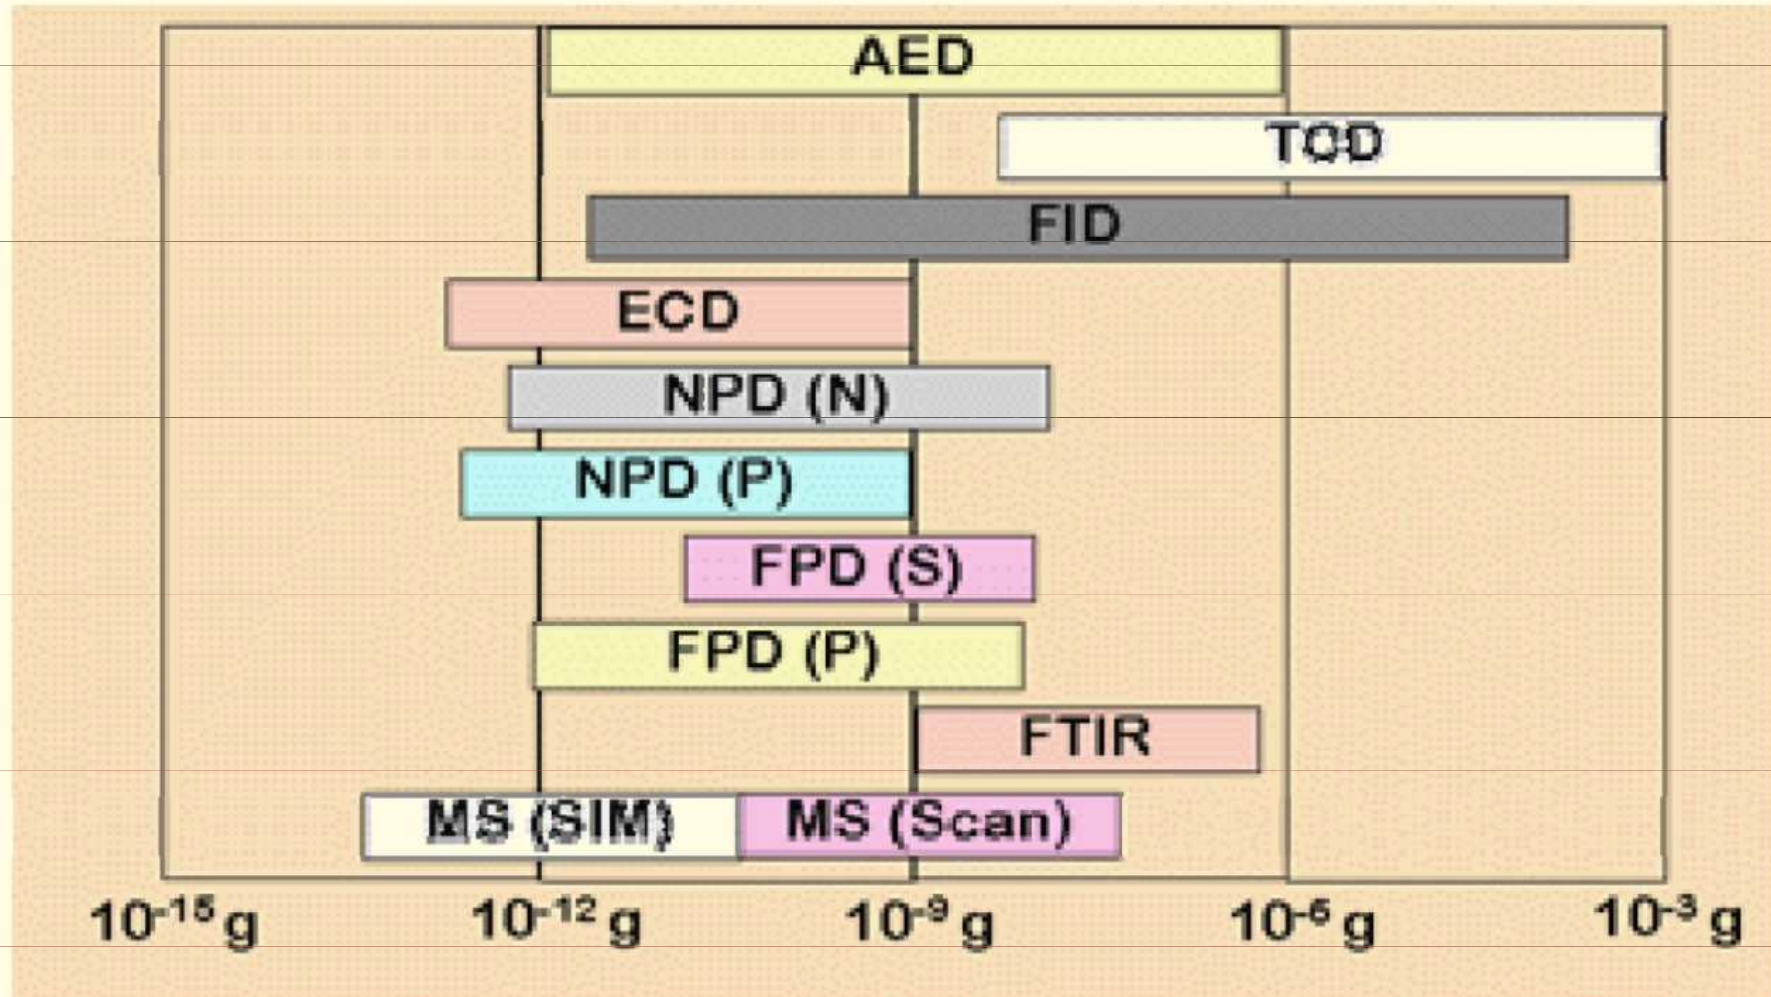 AED
TCD
FID
ECD
NPD (N)
NPD (P)
FPD (S)
FPD (P)
FTIR
MS (SIM) MS (Scan)
10⁻¹⁵ g 10⁻¹² g 10⁻⁹ g 10⁻⁶ g 10⁻³ g